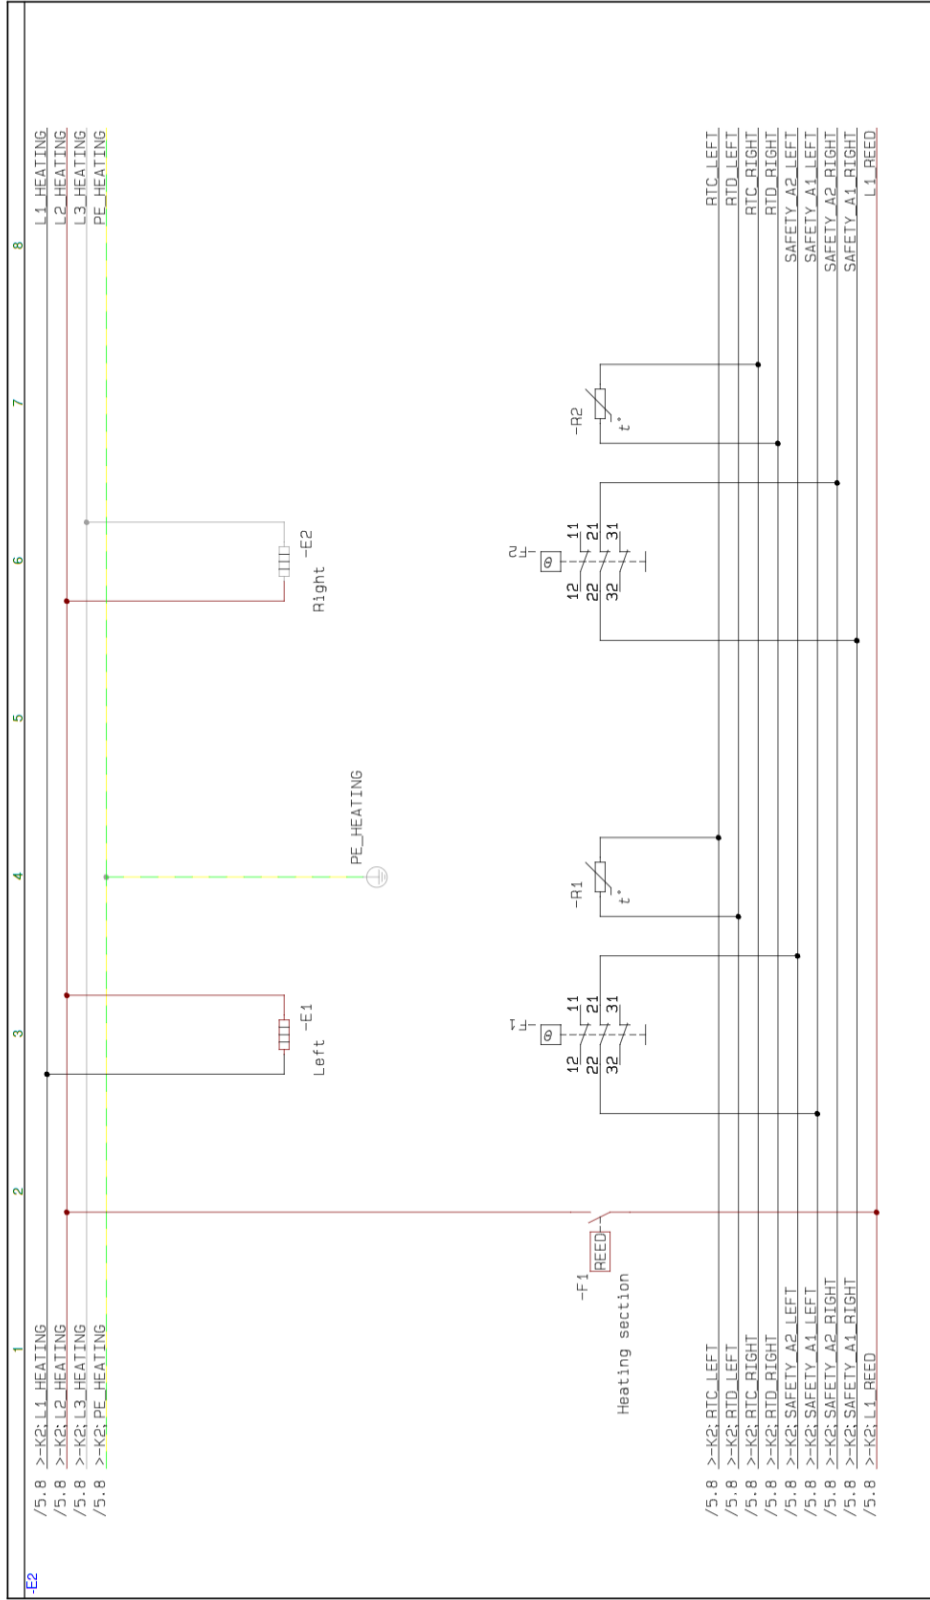 -E2
1 2 3 4 5 6 7 8
/5.8 >-K2; L1_HEATING L1_HEATING
/5.8 >-K2; L2_HEATING L2_HEATING
/5.8 >-K2; L3_HEATING L3_HEATING
/5.8 >-K2; PE_HEATING PE_HEATING
-E1
Left
-E2
Right
PE_HEATING
-F1
REED
Heating section
-F1
θ
12 11
22 21
32 31
-R1
t°
-F2
θ
12 11
22 21
32 31
-R2
t°
/5.8 >-K2; RTC_LEFT RTC_LEFT
/5.8 >-K2; RTD_LEFT RTD_LEFT
/5.8 >-K2; RTC_RIGHT RTC_RIGHT
/5.8 >-K2; RTD_RIGHT RTD_RIGHT
/5.8 >-K2; SAFETY_A2_LEFT SAFETY_A2_LEFT
/5.8 >-K2; SAFETY_A1_LEFT SAFETY_A1_LEFT
/5.8 >-K2; SAFETY_A2_RIGHT SAFETY_A2_RIGHT
/5.8 >-K2; SAFETY_A1_RIGHT SAFETY_A1_RIGHT
/5.8 >-K2; L1_REED L1_REED